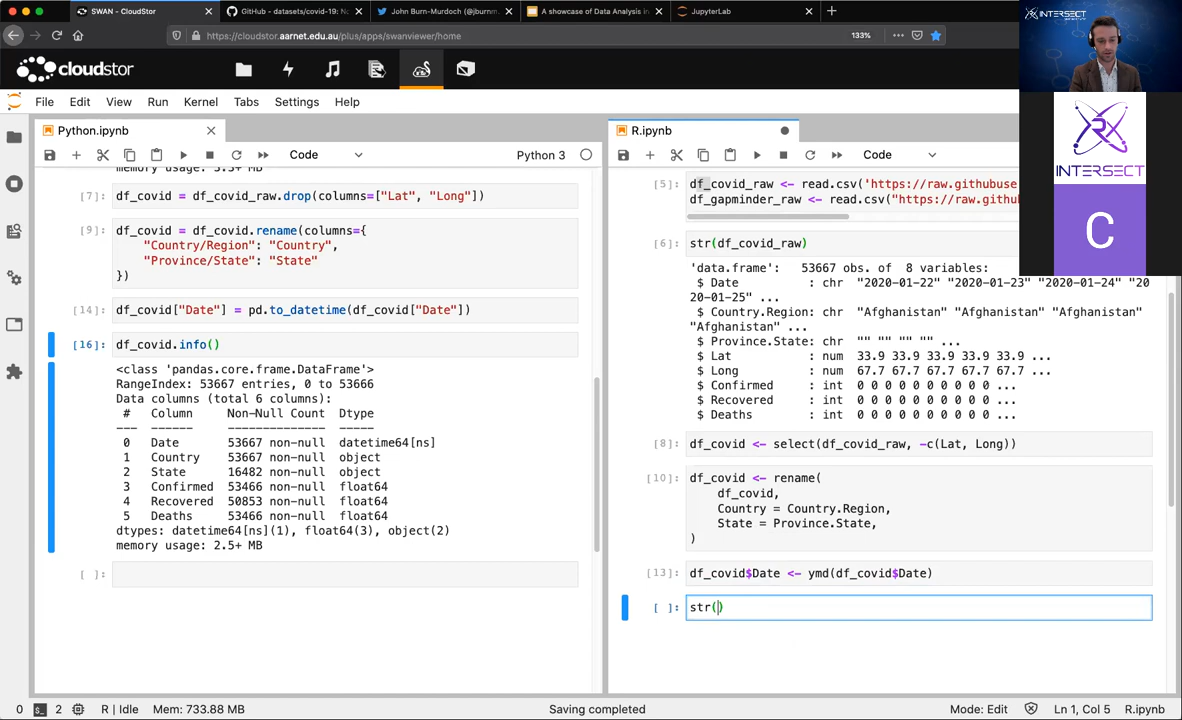 SWAN - CloudStor
GitHub - datasets/covid-19: No
John Burn-Murdoch (@jburnm
A showcase of Data Analysis in
JupyterLab
https://cloudstor.aarnet.edu.au/plus/apps/swanviewer/home
133%
cloudstor
INTERSECT
File Edit View Run Kernel Tabs Settings Help
Python.ipynb
Code
Python 3
memory usage: 3.3+ MB
[7]: df_covid = df_covid_raw.drop(columns=["Lat", "Long"])
[9]: df_covid = df_covid.rename(columns={
"Country/Region": "Country",
"Province/State": "State"
})
[14]: df_covid["Date"] = pd.to_datetime(df_covid["Date"])
[16]: df_covid.info()
<class 'pandas.core.frame.DataFrame'>
RangeIndex: 53667 entries, 0 to 53666
Data columns (total 6 columns):
# Column Non-Null Count Dtype
--- ------ -------------- -----
0 Date 53667 non-null datetime64[ns]
1 Country 53667 non-null object
2 State 16482 non-null object
3 Confirmed 53466 non-null float64
4 Recovered 50853 non-null float64
5 Deaths 53466 non-null float64
dtypes: datetime64[ns](1), float64(3), object(2)
memory usage: 2.5+ MB
[ ]:
R.ipynb
Code
[5]: df_covid_raw <- read.csv('https://raw.githubuse
df_gapminder_raw <- read.csv("https://raw.githu
[6]: str(df_covid_raw)
'data.frame': 53667 obs. of 8 variables:
$ Date : chr "2020-01-22" "2020-01-23" "2020-01-24" "20
20-01-25" ...
$ Country.Region: chr "Afghanistan" "Afghanistan" "Afghanistan"
"Afghanistan" ...
$ Province.State: chr "" "" "" "" ...
$ Lat : num 33.9 33.9 33.9 33.9 33.9 ...
$ Long : num 67.7 67.7 67.7 67.7 67.7 ...
$ Confirmed : int 0 0 0 0 0 0 0 0 0 0 ...
$ Recovered : int 0 0 0 0 0 0 0 0 0 0 ...
$ Deaths : int 0 0 0 0 0 0 0 0 0 0 ...
[8]: df_covid <- select(df_covid_raw, -c(Lat, Long))
[10]: df_covid <- rename(
df_covid,
Country = Country.Region,
State = Province.State,
)
[13]: df_covid$Date <- ymd(df_covid$Date)
[ ]: str()
INTERSECT
C
0 2 R | Idle Mem: 733.88 MB
Saving completed
Mode: Edit Ln 1, Col 5 R.ipynb